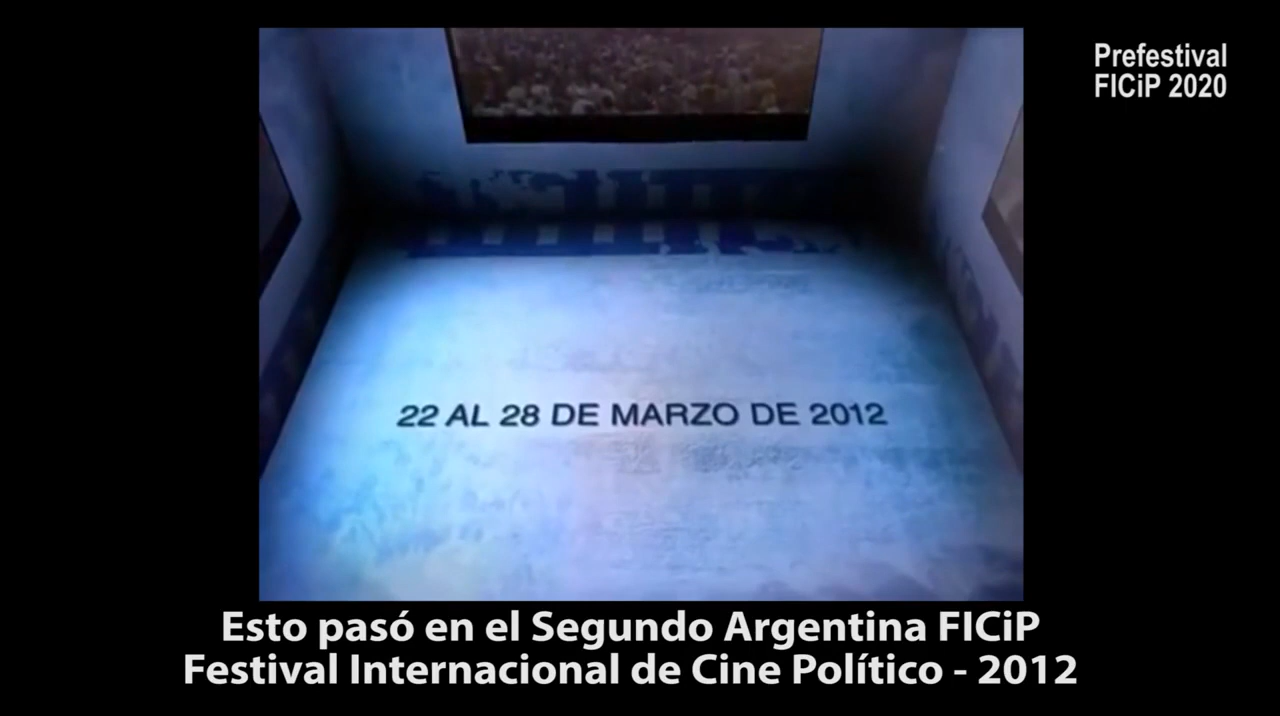 Prefestival
FICiP 2020
22 AL 28 DE MARZO DE 2012
Esto pasó en el Segundo Argentina FICiP
Festival Internacional de Cine Político - 2012